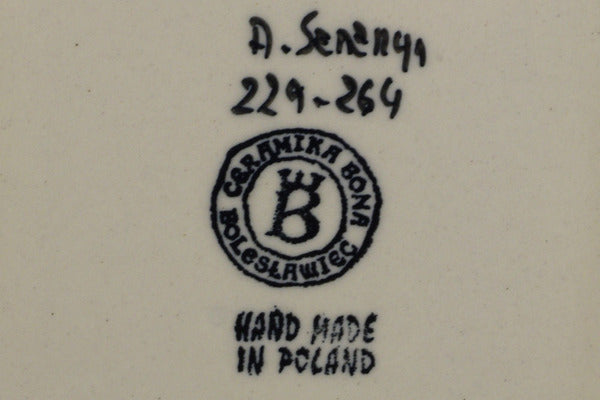 A. Serenyi
229-264
CERAMIKA BONA
BOLESŁAWIEC
B
HAND MADE
IN POLAND